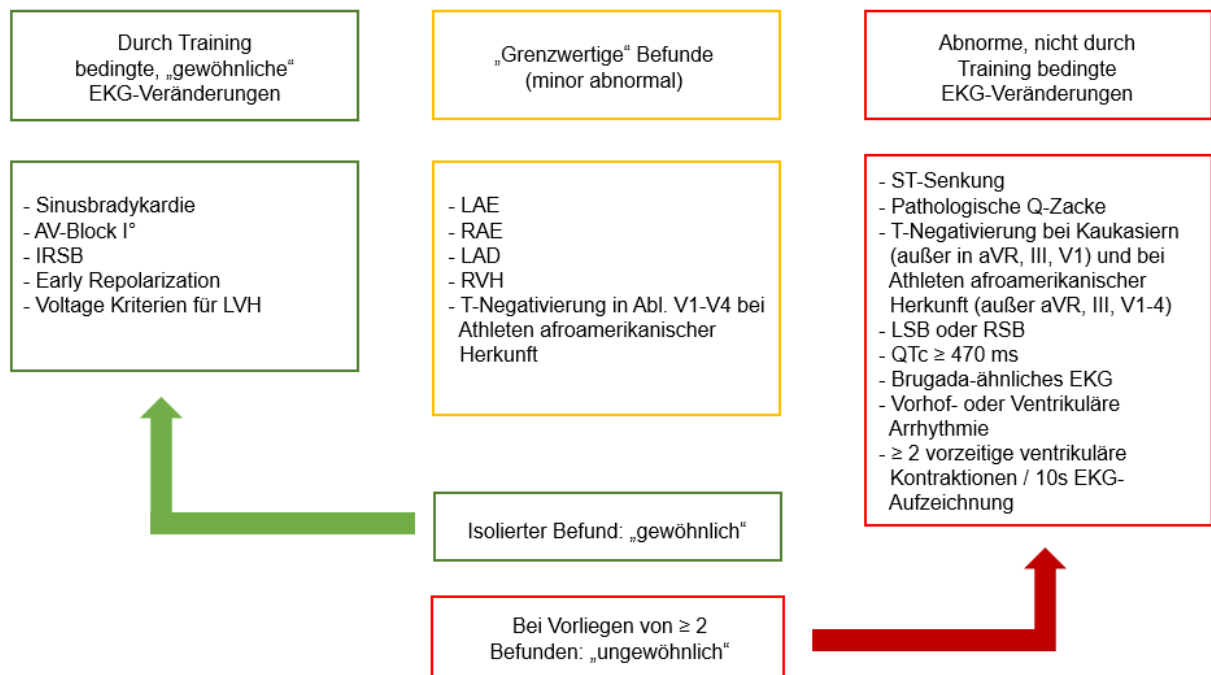 Durch Training
bedingte, „gewöhnliche“
EKG-Veränderungen
„Grenzwertige“ Befunde
(minor abnormal)
Abnorme, nicht durch
Training bedingte
EKG-Veränderungen
- Sinusbradykardie
- AV-Block I°
- IRSB
- Early Repolarization
- Voltage Kriterien für LVH
- LAE
- RAE
- LAD
- RVH
- T-Negativierung in Abl. V1-V4 bei
Athleten afroamerikanischer
Herkunft
- ST-Senkung
- Pathologische Q-Zacke
- T-Negativierung bei Kaukasiern
(außer in aVR, III, V1) und bei
Athleten afroamerikanischer
Herkunft (außer aVR, III, V1-4)
- LSB oder RSB
- QTc ≥ 470 ms
- Brugada-ähnliches EKG
- Vorhof- oder Ventrikuläre
Arrhythmie
- ≥ 2 vorzeitige ventrikuläre
Kontraktionen / 10s EKG-
Aufzeichnung
Isolierter Befund: „gewöhnlich“
Bei Vorliegen von ≥ 2
Befunden: „ungewöhnlich“